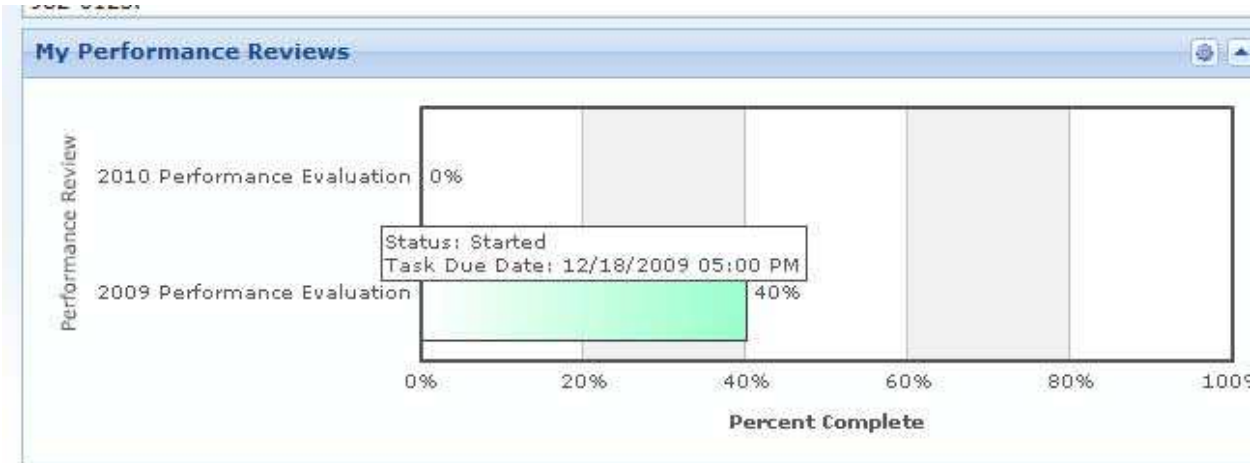 My Performance Reviews
Performance Review
2010 Performance Evaluation 0%
Status: Started
Task Due Date: 12/18/2009 05:00 PM
2009 Performance Evaluation 40%
0% 20% 40% 60% 80% 100%
Percent Complete